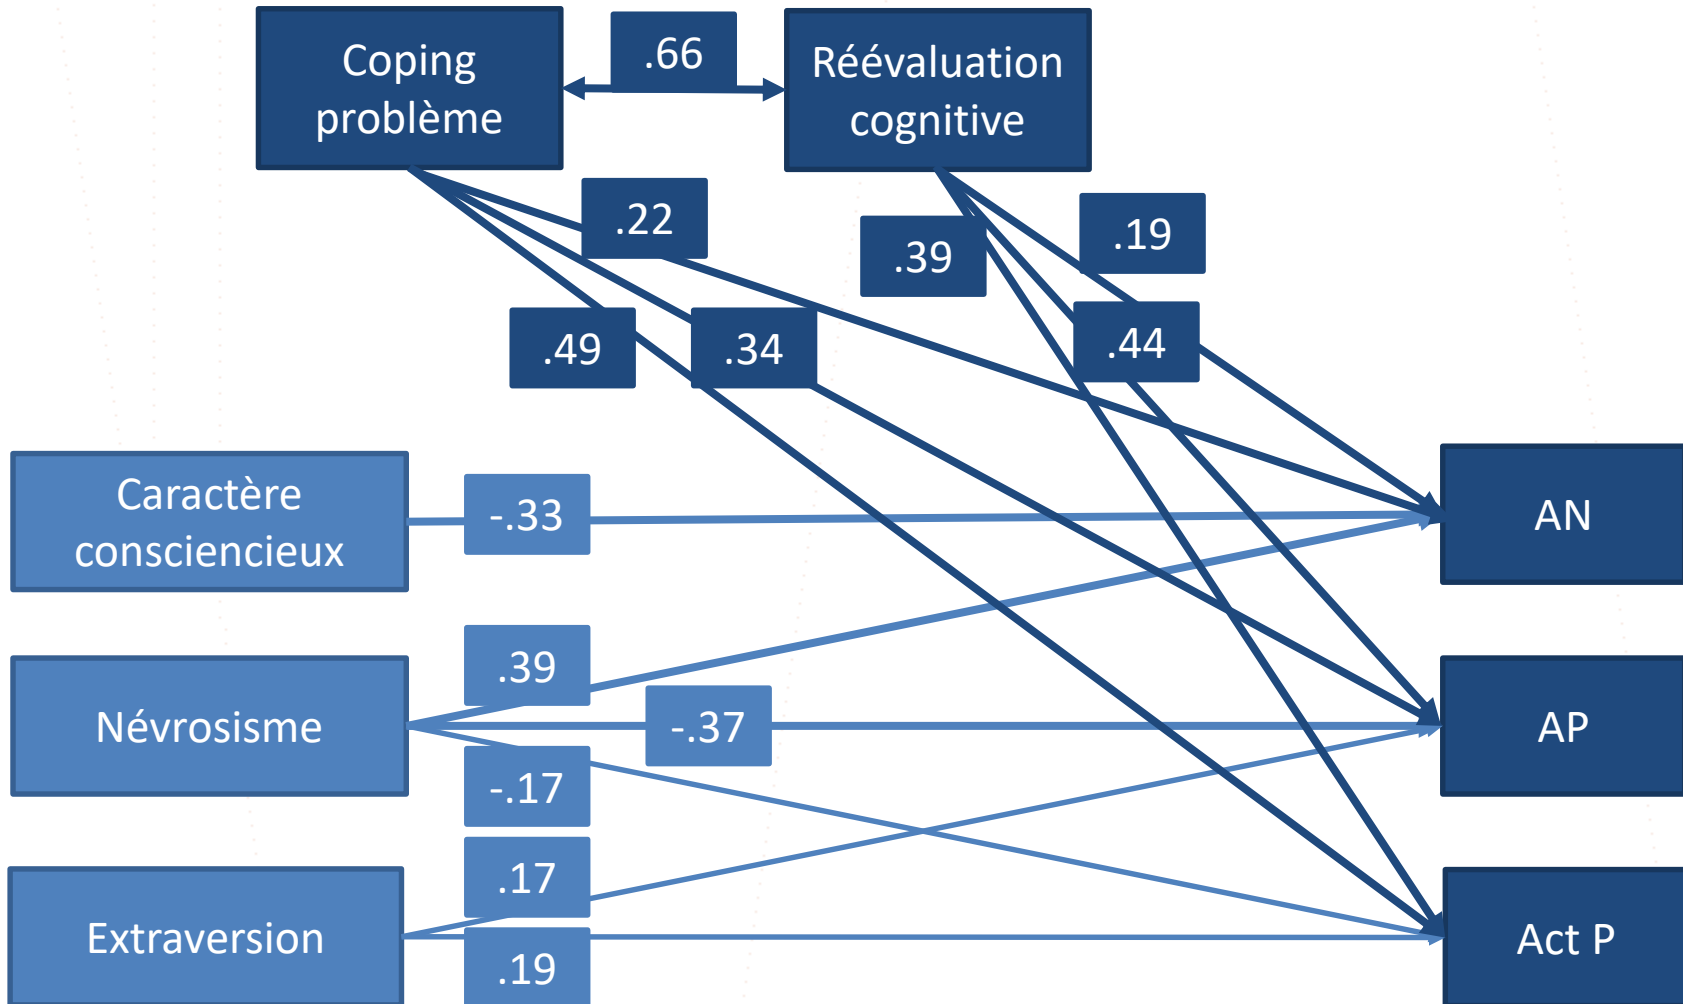 Coping
problème
.66
Réévaluation
cognitive
.22
.19
.39
.49
.34
.44
Caractère
consciencieux
-.33
AN
.39
Névrosisme
-.37
AP
-.17
.17
Extraversion
.19
Act P